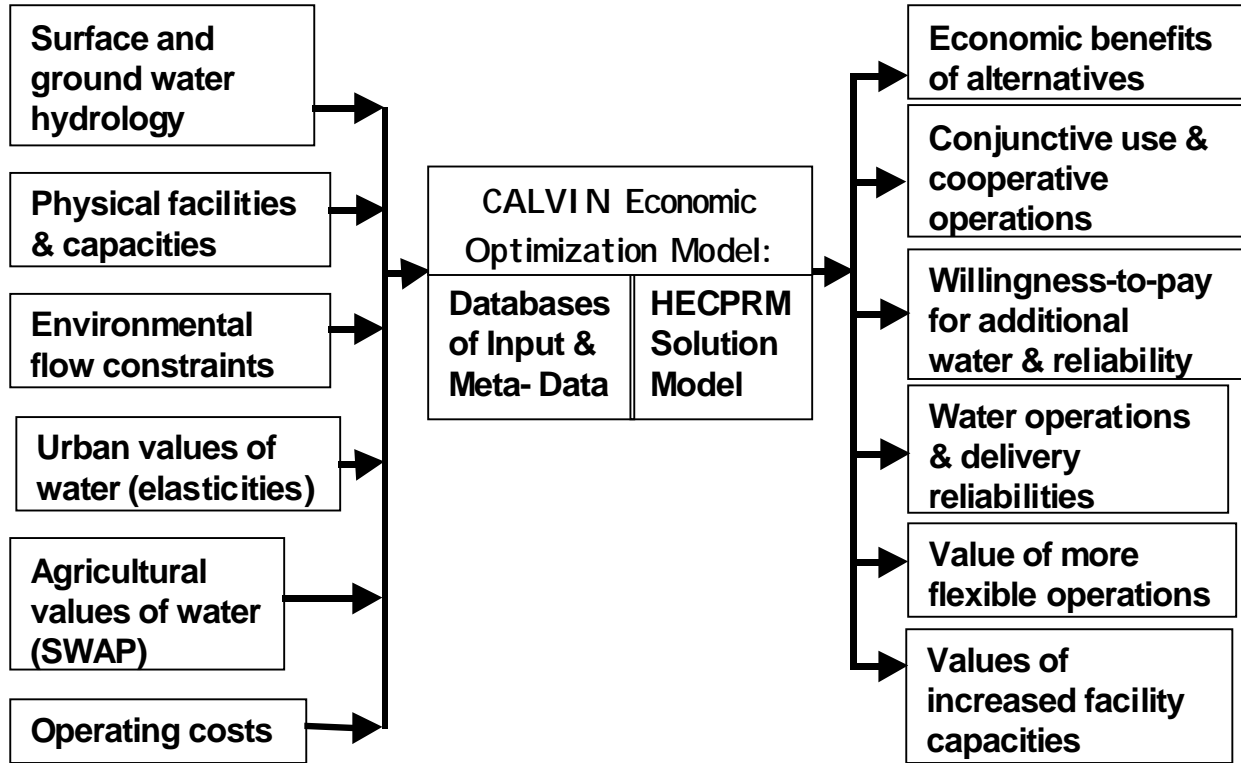 Surface and
ground water
hydrology
Physical facilities
& capacities
Environmental
flow constraints
Urban values of
water (elasticities)
Agricultural
values of water
(SWAP)
Operating costs
CALVIN Economic
Optimization Model:
Databases
of Input &
Meta- Data
HECPRM
Solution
Model
Economic benefits
of alternatives
Conjunctive use &
cooperative
operations
Willingness-to-pay
for additional
water & reliability
Water operations
& delivery
reliabilities
Value of more
flexible operations
Values of
increased facility
capacities